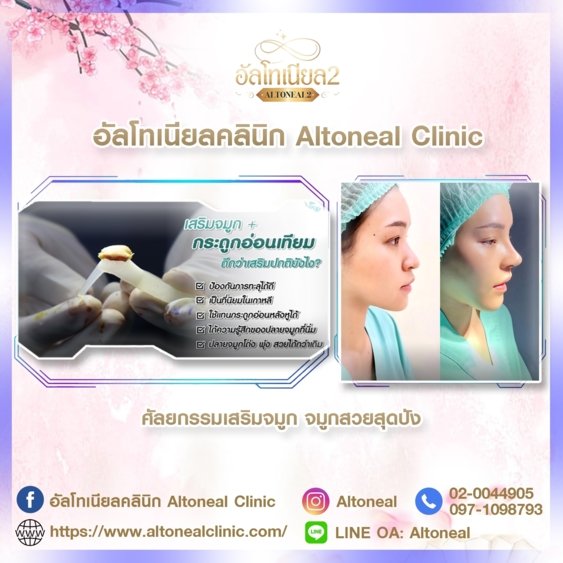 อัลโทเนียล2
ALTONEAL 2
อัลโทเนียลคลินิก Altoneal Clinic
เสริมจมูก +
กระดูกอ่อนเทียม
ดีกว่าเสริมปกติยังไง?
ป้องกันการทะลุได้ดี
เป็นที่นิยมในเกาหลี
ใช้แทนกระดูกอ่อนหลังหูได้
ได้ความรู้สึกของปลายจมูกที่นิ่ม
ปลายจมูกโด่ง พุ่ง สวยได้กว่าเดิม
ศัลยกรรมเสริมจมูก จมูกสวยสุดปัง
อัลโทเนียลคลินิก Altoneal Clinic
Altoneal
02-0044905
097-1098793
https://www.altonealclinic.com/
LINE OA: Altoneal